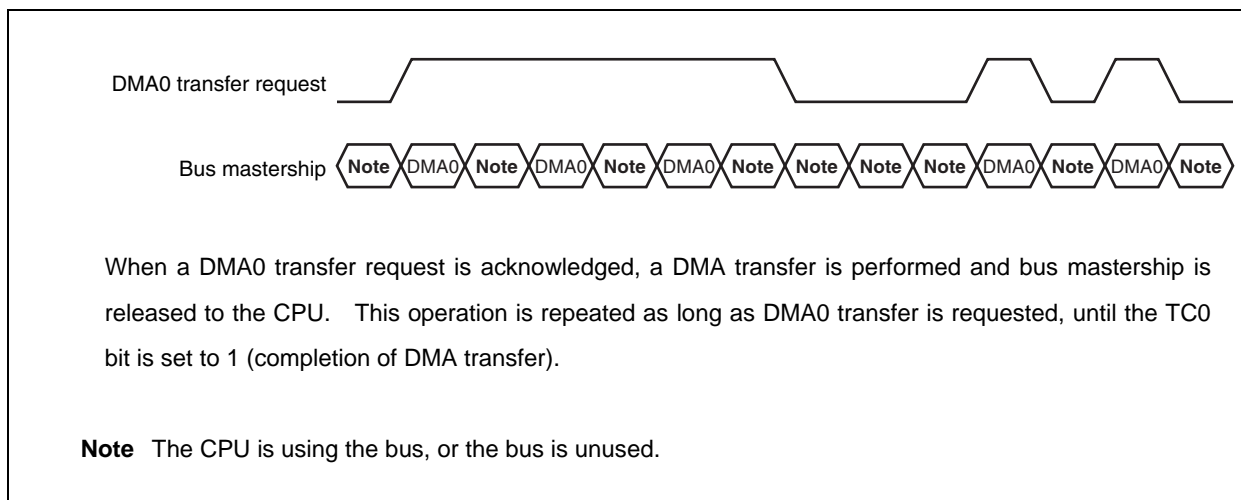 DMA0 transfer request
Bus mastership Note DMA0 Note DMA0 Note DMA0 Note Note Note Note DMA0 Note DMA0 Note
When a DMA0 transfer request is acknowledged, a DMA transfer is performed and bus mastership is
released to the CPU. This operation is repeated as long as DMA0 transfer is requested, until the TC0
bit is set to 1 (completion of DMA transfer).
Note The CPU is using the bus, or the bus is unused.